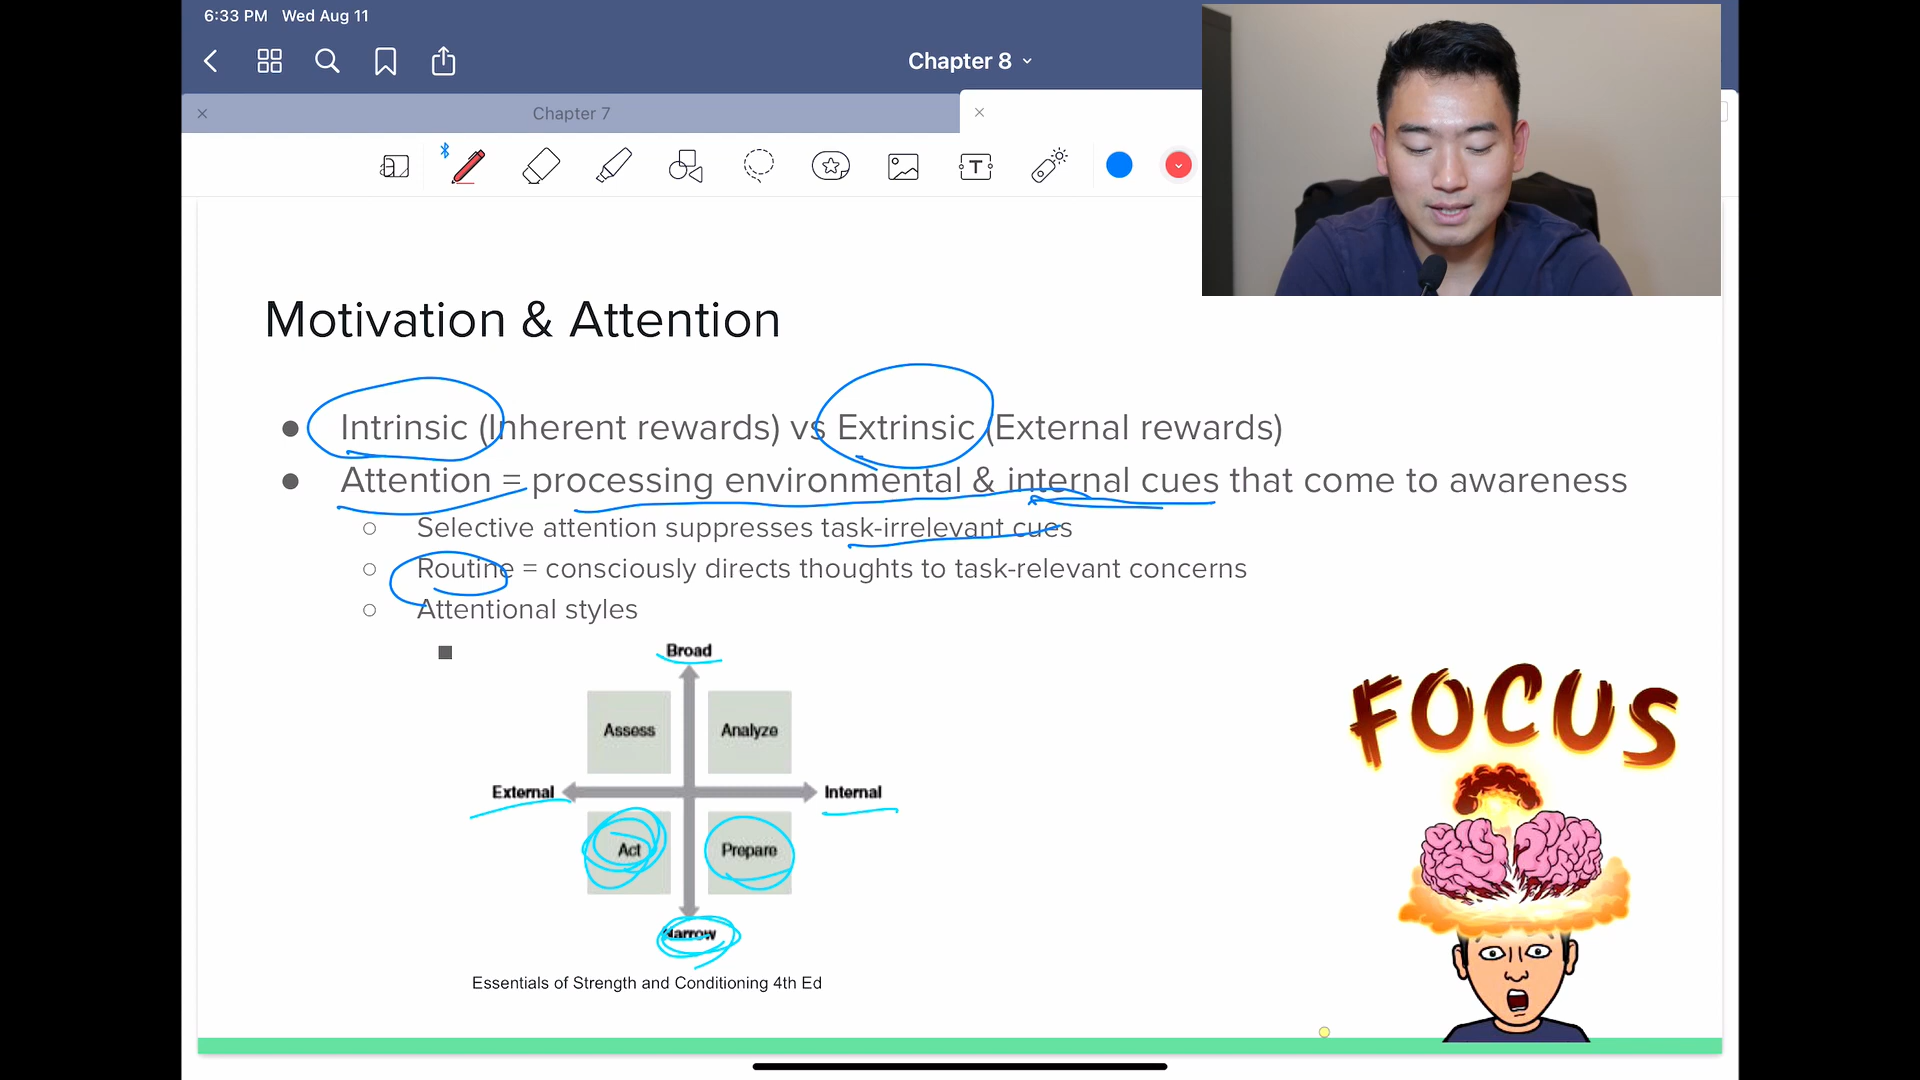 6:33 PM Wed Aug 11
Chapter 8
Chapter 7
T
Motivation & Attention
● Intrinsic (Inherent rewards) vs Extrinsic (External rewards)
● Attention = processing environmental & internal cues that come to awareness
○ Selective attention suppresses task-irrelevant cues
○ Routine = consciously directs thoughts to task-relevant concerns
○ Attentional styles
Broad
Assess Analyze
External Internal
Act Prepare
Narrow
Essentials of Strength and Conditioning 4th Ed
FOCUS